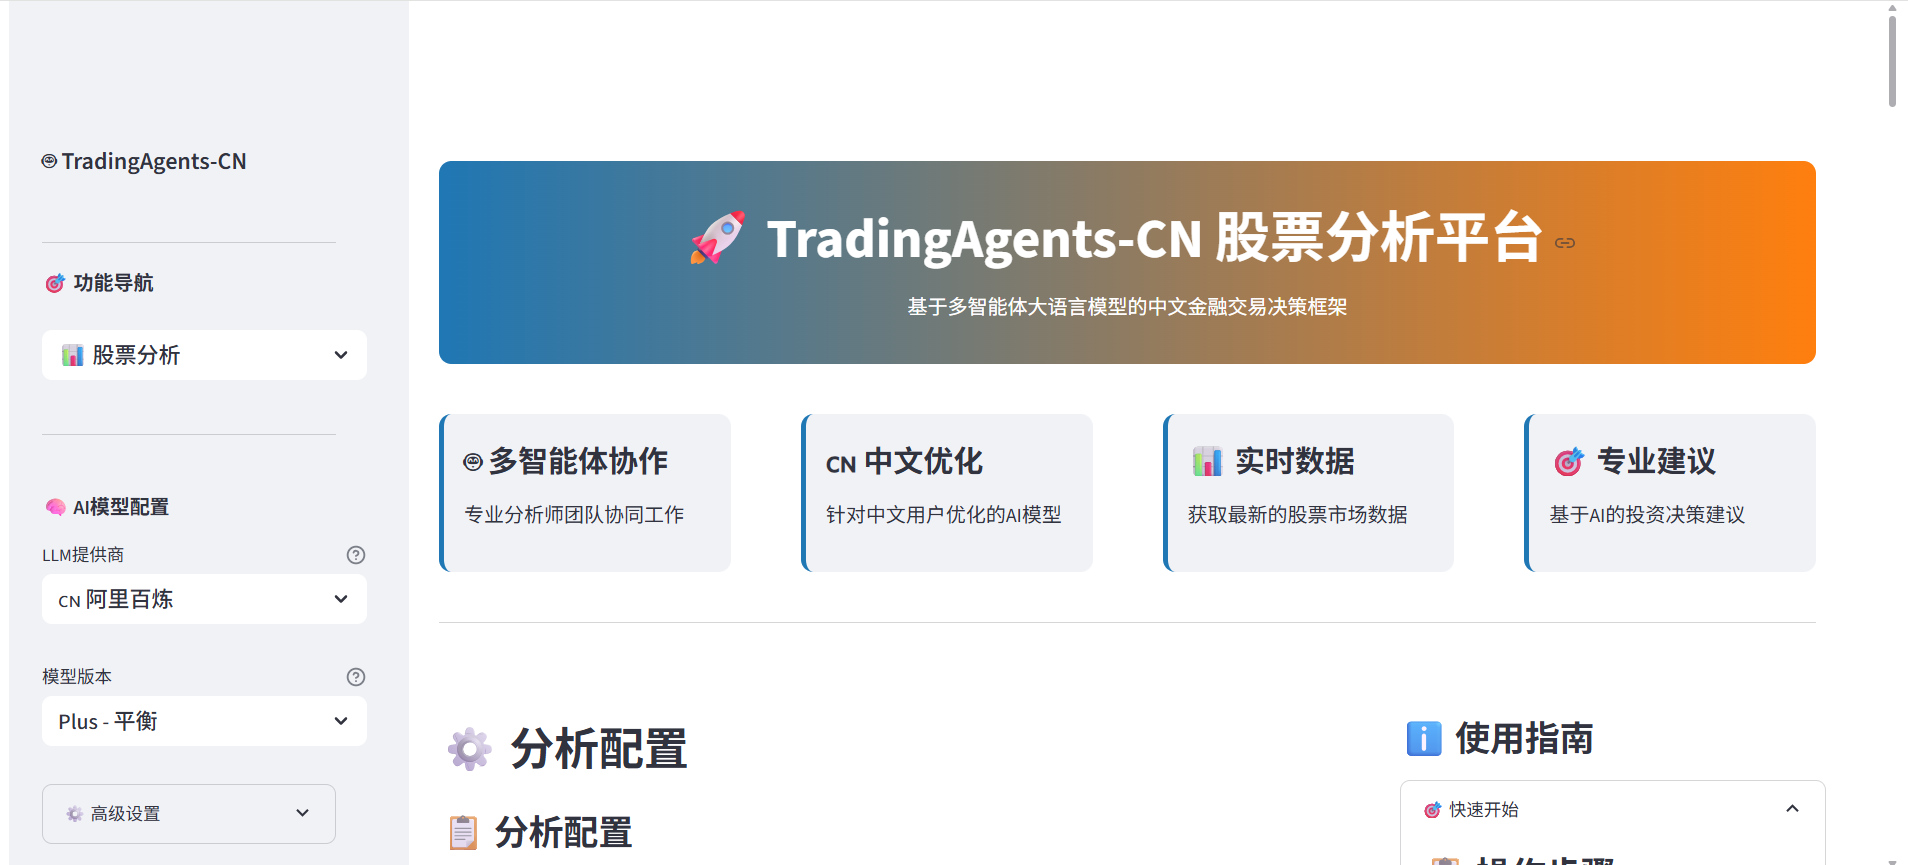 TradingAgents-CN
功能导航
股票分析
AI模型配置
LLM提供商
CN 阿里百炼
模型版本
Plus - 平衡
高级设置
TradingAgents-CN 股票分析平台
基于多智能体大语言模型的中文金融交易决策框架
多智能体协作
专业分析师团队协同工作
CN 中文优化
针对中文用户优化的AI模型
实时数据
获取最新的股票市场数据
专业建议
基于AI的投资决策建议
分析配置
分析配置
使用指南
快速开始